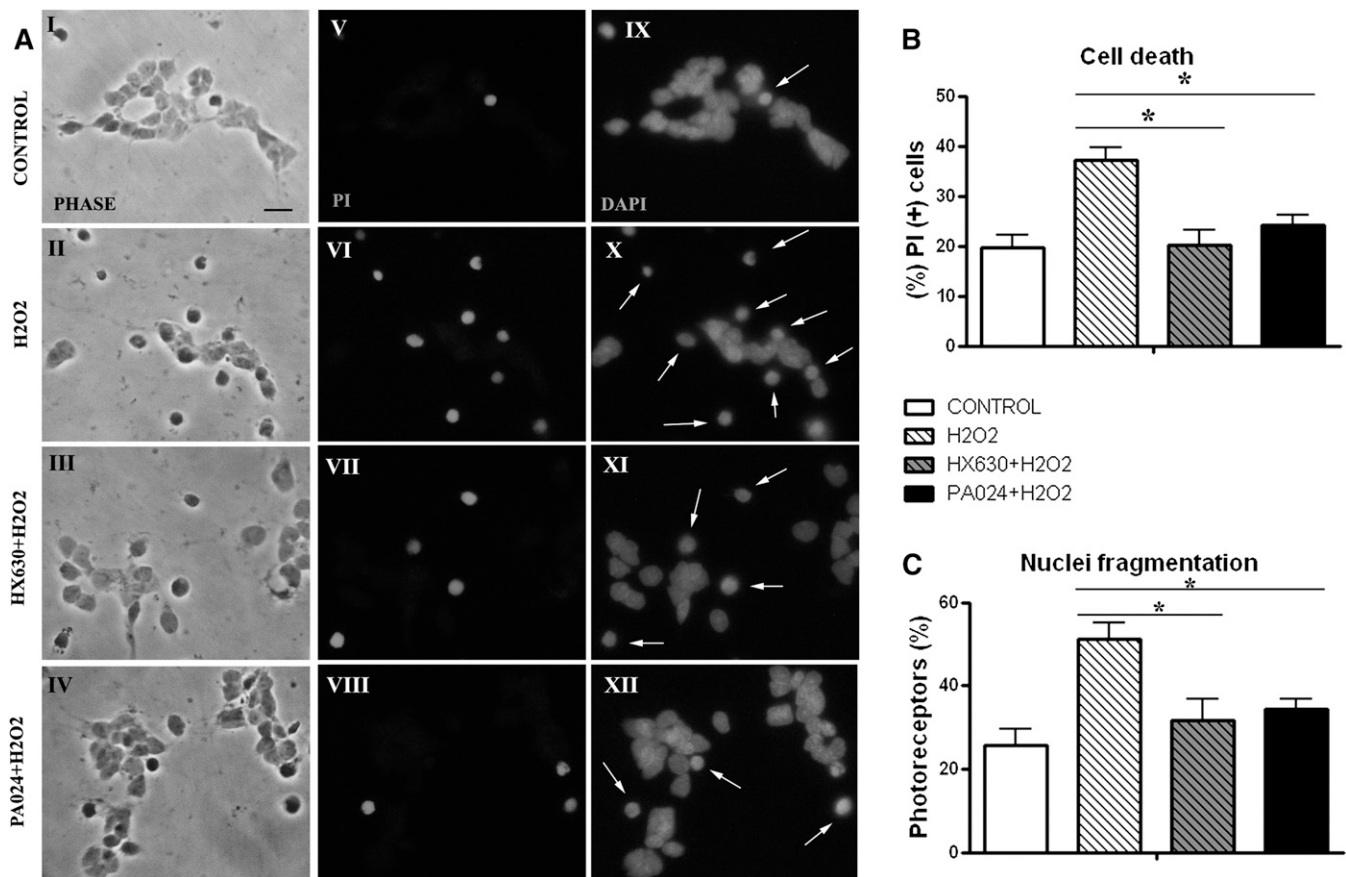 A
CONTROL
H2O2
HX630+H2O2
PA024+H2O2
I
PHASE
V
PI
IX
DAPI
II
VI
X
III
VII
XI
IV
VIII
XII
B
Cell death
*
*
(%) PI (+) cells
50
40
30
20
10
0
CONTROL
H2O2
HX630+H2O2
PA024+H2O2
C
Nuclei fragmentation
*
*
Photoreceptors (%)
60
40
20
0